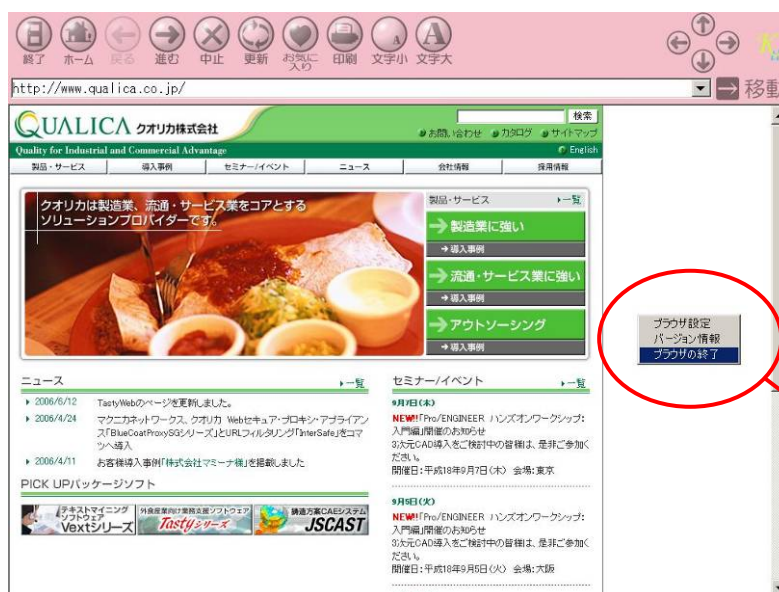 終了
ホーム
戻る
進む
中止
更新
お気に
入り
印刷
文字小
文字大
http://www.qualica.co.jp/
移動
QUALICA クオリカ株式会社
検索
お問い合わせ カタログ サイトマップ
Quality for Industrial and Commercial Advantage
English
製品・サービス 導入事例 セミナー/イベント ニュース 会社情報 採用情報
クオリカは製造業、流通・サービス業をコアとする
ソリューションプロバイダーです。
製品・サービス 一覧
製造業に強い
導入事例
流通・サービス業に強い
導入事例
アウトソーシング
導入事例
ブラウザ設定
バージョン情報
ブラウザの終了
ニュース 一覧
2006/6/12 TastyWebのページを更新しました。
2006/4/24 マクニカネットワークス、クオリカ Webセキュア・プロキシ・アプライアン
ス「BlueCoatProxySGシリーズ」とURLフィルタリング「InterSafe」をコマ
ツへ導入
2006/4/11 お客様導入事例「株式会社マミーナ様」を掲載しました
PICK UPパッケージソフト
テキストマイニング
ソフトウェア
Vextシリーズ
外食産業向け業務支援ソフトウェア
Tastyシリーズ
鋳造方案CAEシステム
JSCAST
セミナー/イベント 一覧
9月7日(木)
NEW!!「Pro/ENGINEER ハンズオンワークシップ:
入門編」開催のお知らせ
3次元CAD導入をご検討中の皆様は、是非ご参加く
ださい。
開催日:平成18年9月7日(木) 会場:東京
9月5日(火)
NEW!!「Pro/ENGINEER ハンズオンワークシップ:
入門編」開催のお知らせ
3次元CAD導入をご検討中の皆様は、是非ご参加く
ださい。
開催日:平成18年9月5日(火) 会場:大阪